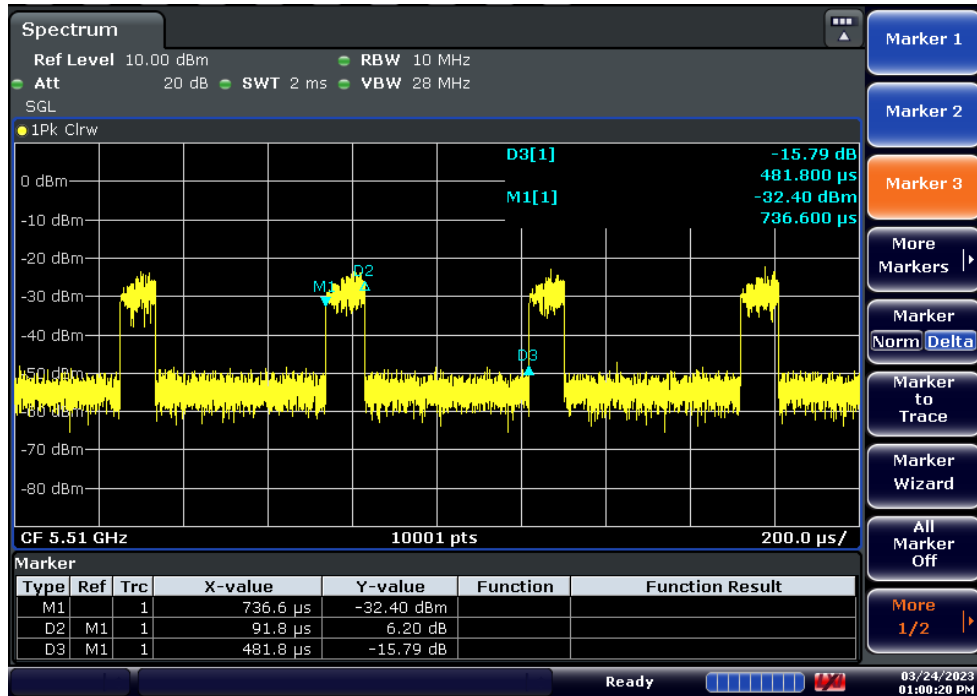 Spectrum
Ref Level 10.00 dBm RBW 10 MHz
Att 20 dB SWT 2 ms VBW 28 MHz
SGL
1Pk Clrw
D3[1] -15.79 dB
481.800 µs
0 dBm
M1[1] -32.40 dBm
736.600 µs
-10 dBm
-20 dBm
D2
M1
-30 dBm
-40 dBm
D3
-50 dBm
-60 dBm
-70 dBm
-80 dBm
CF 5.51 GHz 10001 pts 200.0 µs/
Marker
Type Ref Trc X-value Y-value Function Function Result
M1 1 736.6 µs -32.40 dBm
D2 M1 1 91.8 µs 6.20 dB
D3 M1 1 481.8 µs -15.79 dB
Marker 1
Marker 2
Marker 3
More
Markers
Marker
Norm Delta
Marker
to
Trace
Marker
Wizard
All
Marker
Off
More
1/2
Ready
03/24/2023
01:00:20 PM